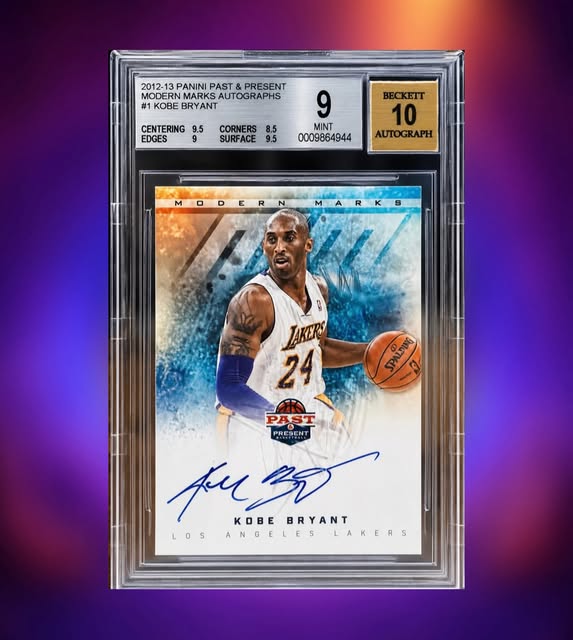 2012-13 PANINI PAST & PRESENT
MODERN MARKS AUTOGRAPHS
#1 KOBE BRYANT
CENTERING 9.5 CORNERS 8.5
EDGES 9 SURFACE 9.5
9
MINT
0009864944
BECKETT
10
AUTOGRAPH
MODERN MARKS
LAKERS
24
SPALDING
PAST
&
PRESENT
BASKETBALL
KOBE BRYANT
LOS ANGELES LAKERS